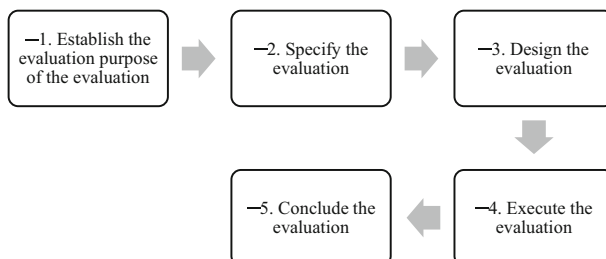 —1. Establish the
evaluation purpose
of the evaluation
—2. Specify the
evaluation
—3. Design the
evaluation
—4. Execute the
evaluation
—5. Conclude the
evaluation